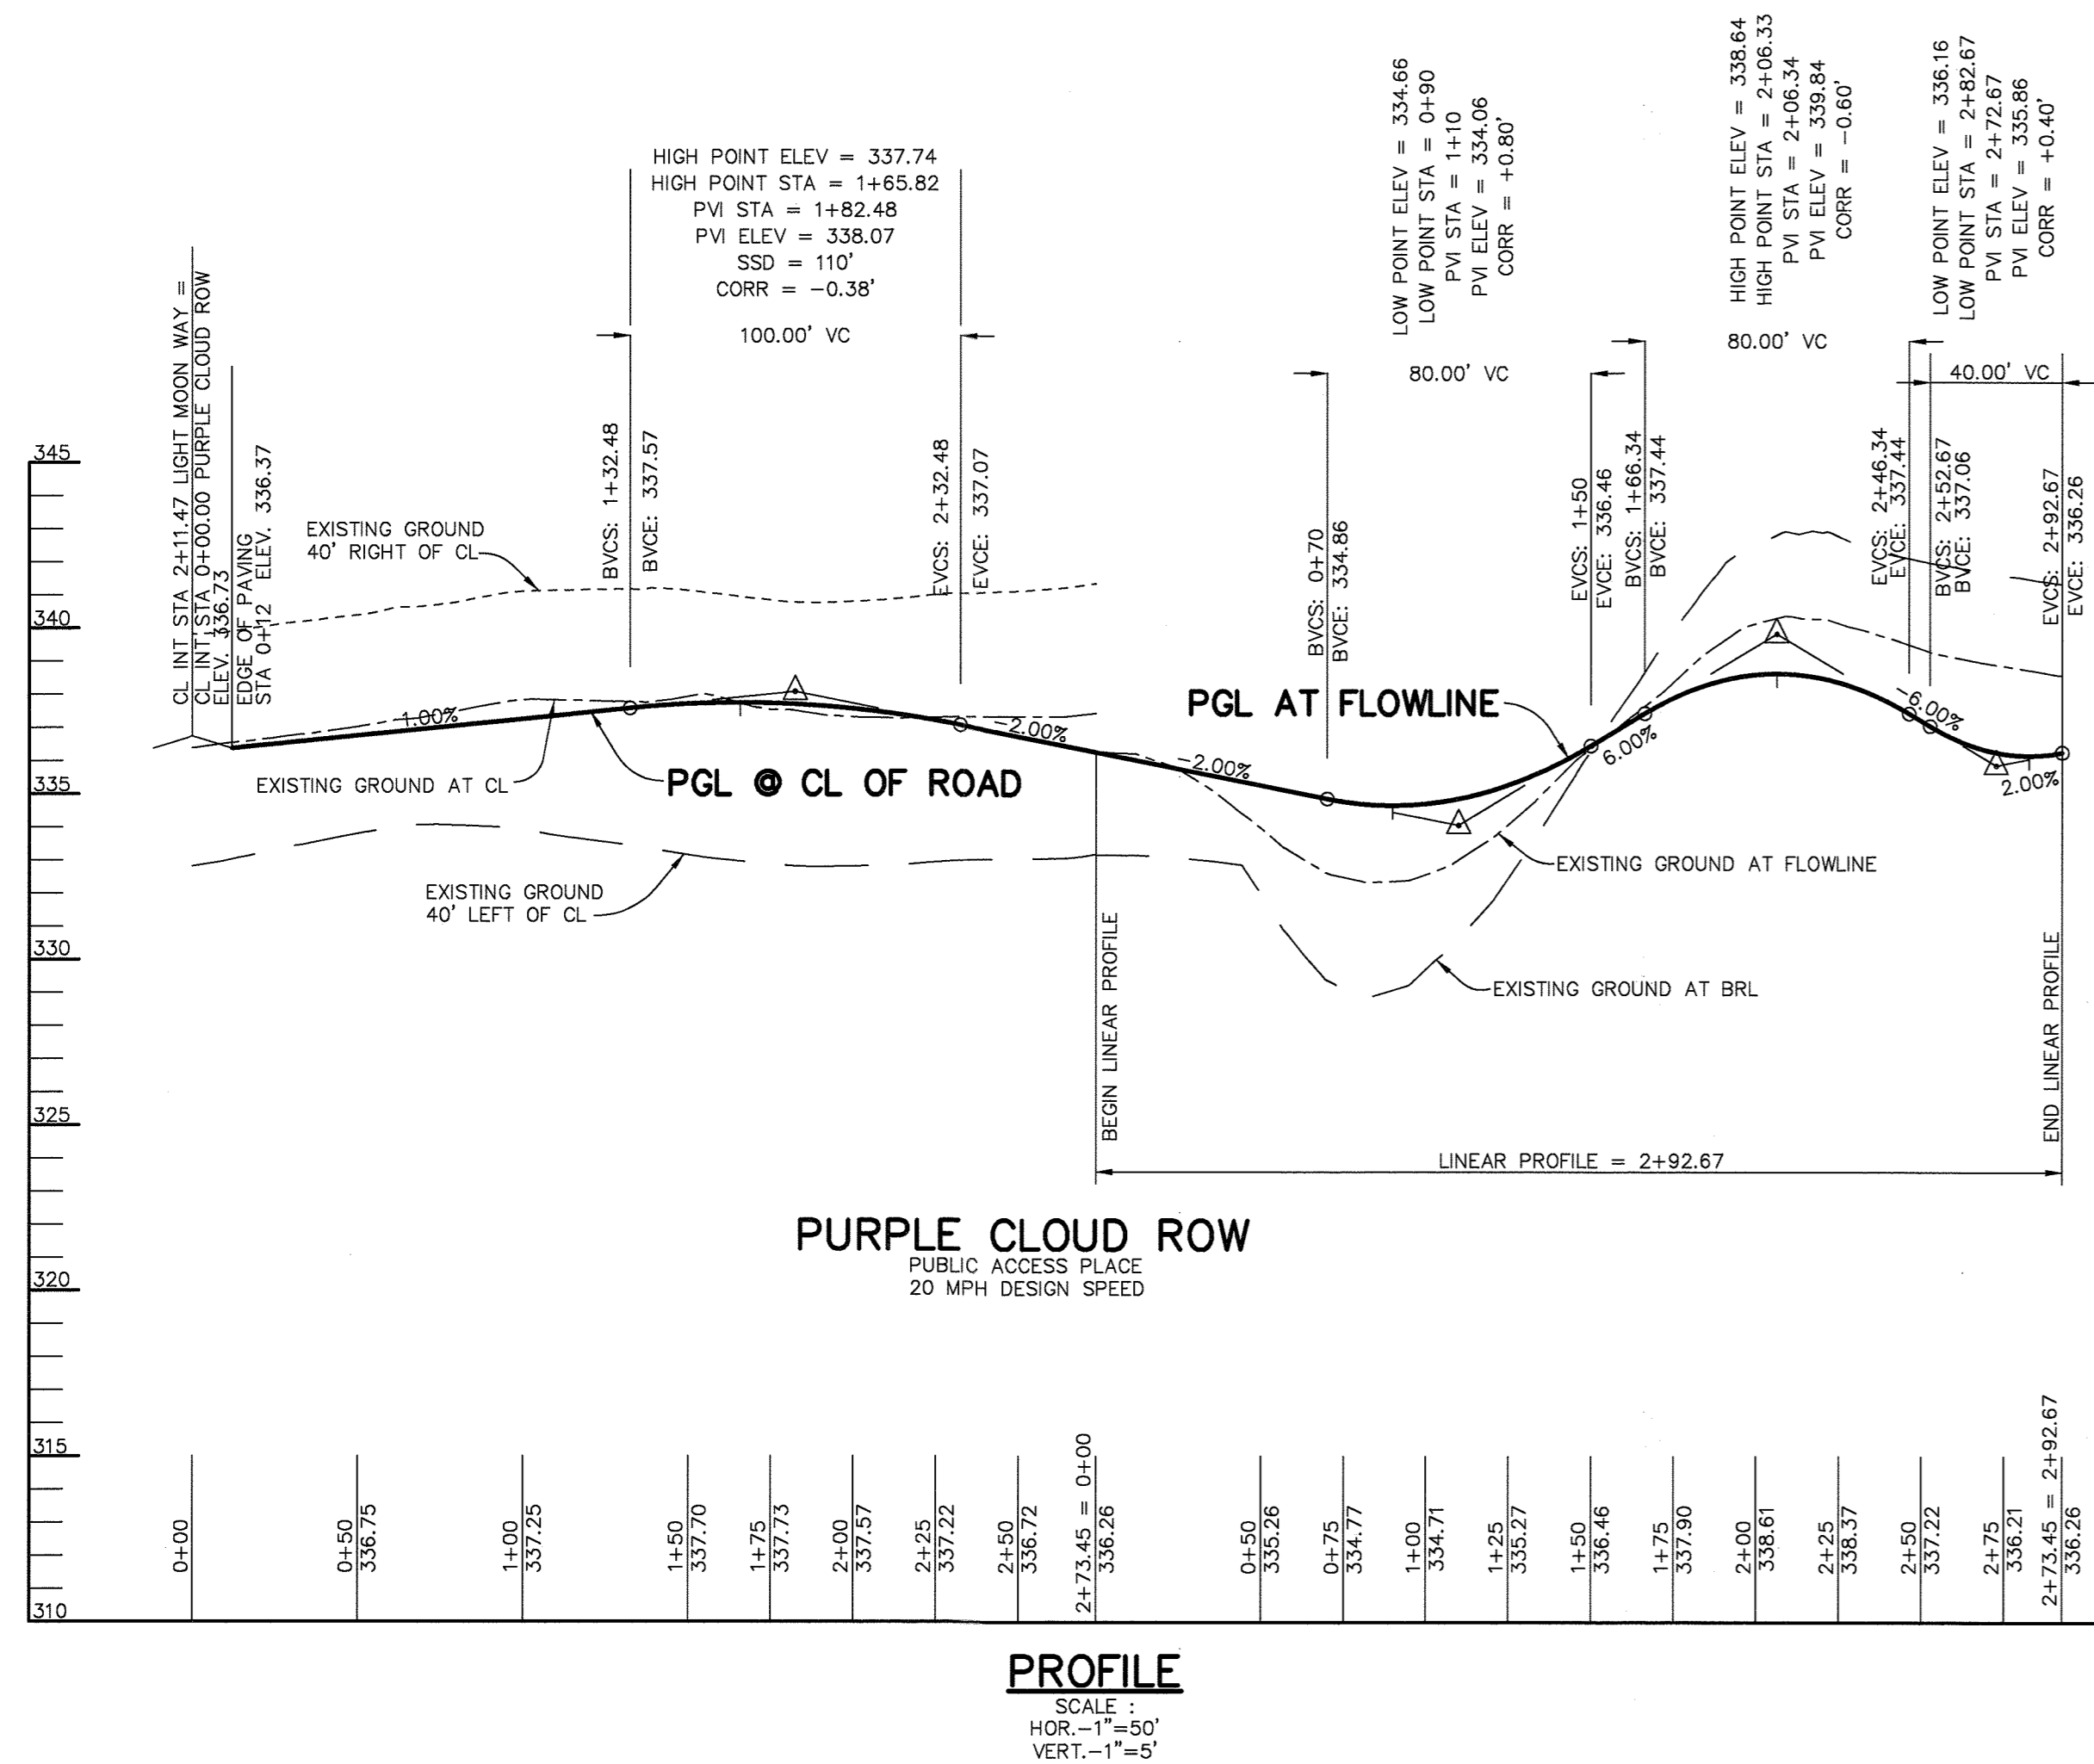 HIGH POINT ELEV = 337.74
HIGH POINT STA = 1+65.82
PVI STA = 1+82.48
PVI ELEV = 338.07
SSD = 110'
CORR = -0.38'
100.00' VC
LOW POINT ELEV = 334.66
LOW POINT STA = 0+90
PVI STA = 1+10
PVI ELEV = 334.06
CORR = +0.80'
80.00' VC
HIGH POINT ELEV = 338.64
HIGH POINT STA = 2+06.33
PVI STA = 2+06.34
PVI ELEV = 339.84
CORR = -0.60'
80.00' VC
LOW POINT ELEV = 336.16
LOW POINT STA = 2+82.67
PVI STA = 2+72.67
PVI ELEV = 335.86
CORR = +0.40'
40.00' VC
CL INT STA 2+11.47 LIGHT MOON WAY =
CL INT STA 0+00.00 PURPLE CLOUD ROW
ELEV. 336.73
EDGE OF PAVING
STA 0+12 ELEV. 336.37
BVCS: 1+32.48
BVCE: 337.57
EVCS: 2+32.48
EVCE: 337.07
BVCS: 0+70
BVCE: 334.86
EVCS: 1+50
EVCE: 336.46
BVCS: 1+66.34
BVCE: 337.44
EVCS: 2+46.34
EVCE: 337.44
BVCS: 2+52.67
BVCE: 337.06
EVCS: 2+92.67
EVCE: 336.26
EXISTING GROUND
40' RIGHT OF CL
1.00%
-2.00%
-2.00%
6.00%
-6.00%
2.00%
PGL AT FLOWLINE
EXISTING GROUND AT CL
PGL @ CL OF ROAD
EXISTING GROUND
40' LEFT OF CL
EXISTING GROUND AT FLOWLINE
EXISTING GROUND AT BRL
BEGIN LINEAR PROFILE
END LINEAR PROFILE
LINEAR PROFILE = 2+92.67
345
340
335
330
325
320
315
310
PURPLE CLOUD ROW
PUBLIC ACCESS PLACE
20 MPH DESIGN SPEED
0+00
0+50
336.75
1+00
337.25
1+50
337.70
1+75
337.73
2+00
337.57
2+25
337.22
2+50
336.72
2+73.45 = 0+00
336.26
0+50
335.26
0+75
334.77
1+00
334.71
1+25
335.27
1+50
336.46
1+75
337.90
2+00
338.61
2+25
338.37
2+50
337.22
2+75
336.21
2+73.45 = 2+92.67
336.26
PROFILE
SCALE :
HOR.-1"=50'
VERT.-1"=5'